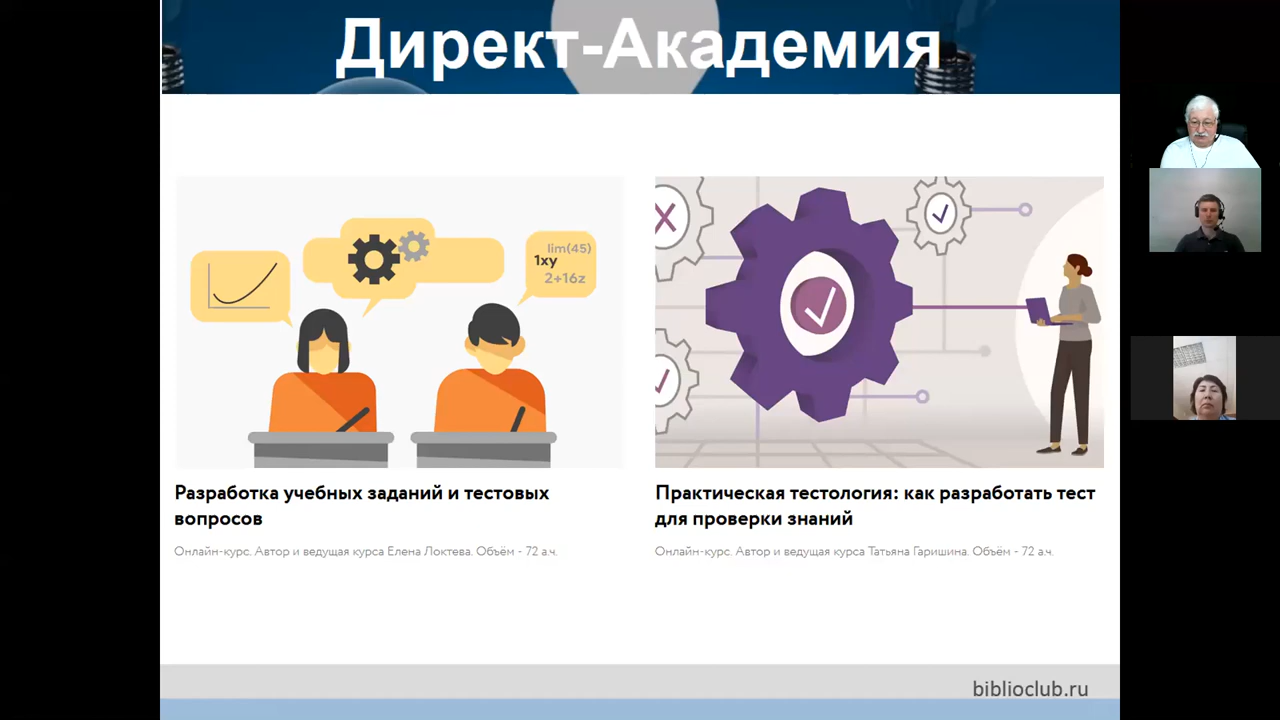 Директ-Академия
lim(45)
1xy
2+16z
Разработка учебных заданий и тестовых
вопросов
Онлайн-курс. Автор и ведущая курса Елена Локтева. Объём - 72 а.ч.
Практическая тестология: как разработать тест
для проверки знаний
Онлайн-курс. Автор и ведущая курса Татьяна Гаришина. Объём - 72 а.ч.
biblioclub.ru